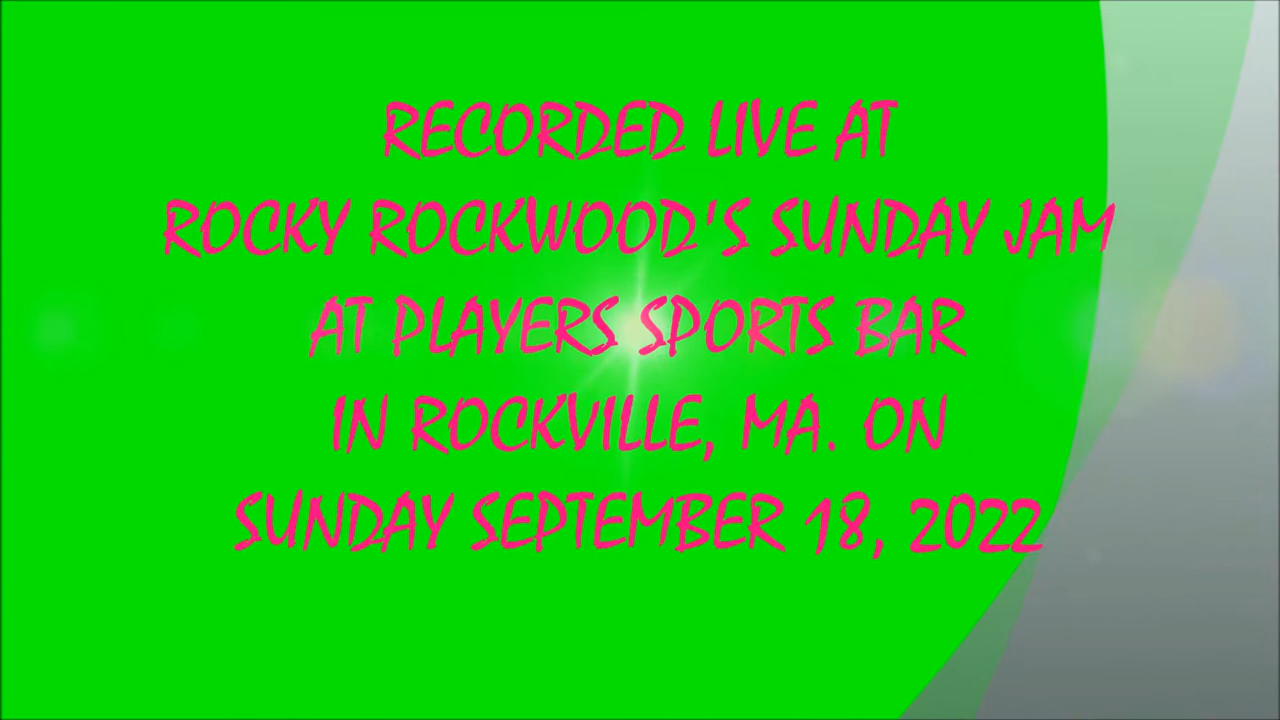 RECORDED LIVE AT
ROCKY ROCKWOOD'S SUNDAY JAM
AT PLAYERS SPORTS BAR
IN ROCKVILLE, MA. ON
SUNDAY SEPTEMBER 18, 2022